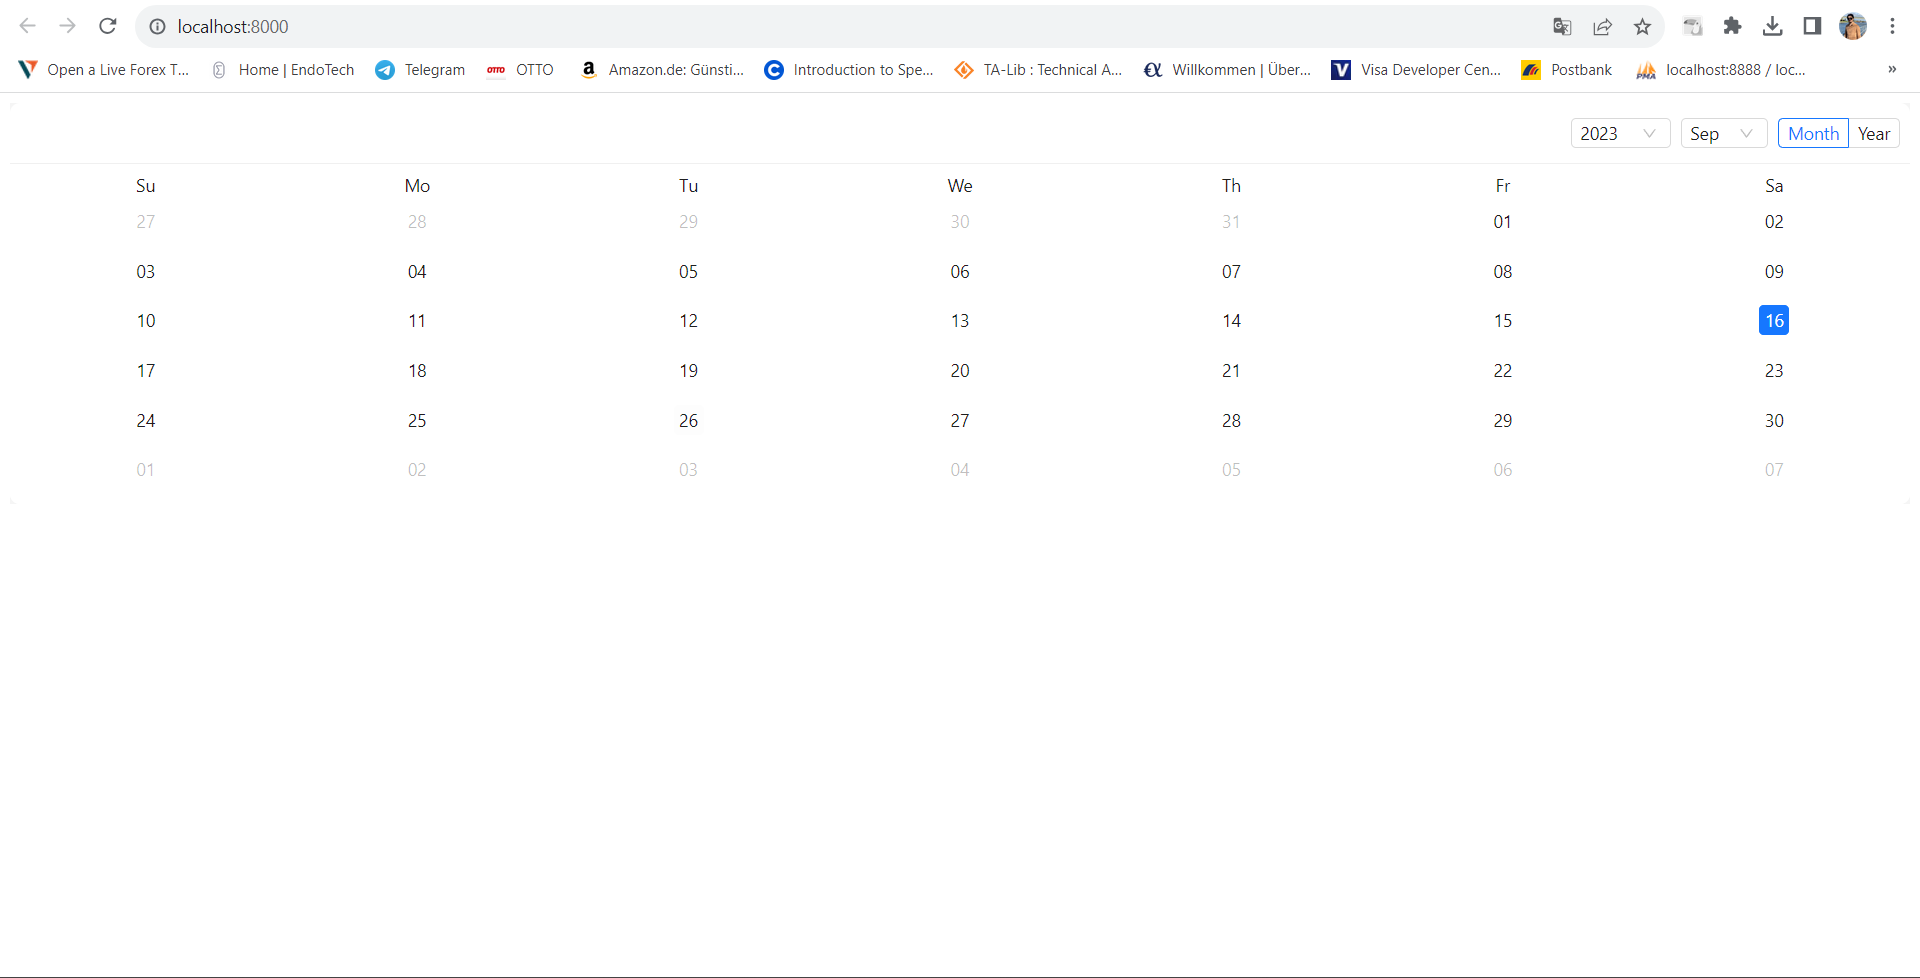 localhost:8000
Open a Live Forex T... Home | EndoTech Telegram OTTO OTTO a Amazon.de: Günsti... C Introduction to Spe... TA-Lib : Technical A... Willkommen | Über... V Visa Developer Cen... Postbank PMA localhost:8888 / loc... »
2023 Sep Month Year
Su Mo Tu We Th Fr Sa
27 28 29 30 31 01 02
03 04 05 06 07 08 09
10 11 12 13 14 15 16
17 18 19 20 21 22 23
24 25 26 27 28 29 30
01 02 03 04 05 06 07